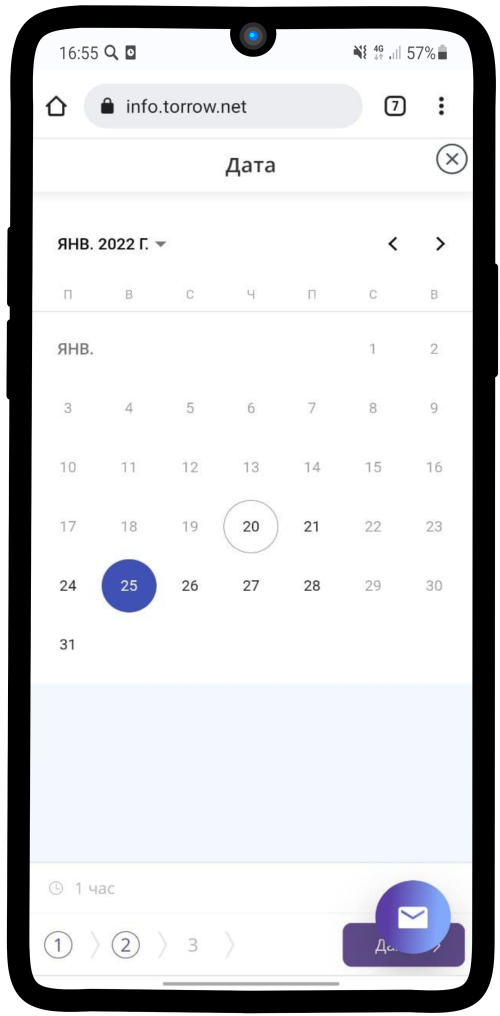 16:55 4G 57%
info.torrow.net 7
Дата
ЯНВ. 2022 Г.
П В С Ч П С В
ЯНВ. 1 2
3 4 5 6 7 8 9
10 11 12 13 14 15 16
17 18 19 20 21 22 23
24 25 26 27 28 29 30
31
1 час
1 2 3